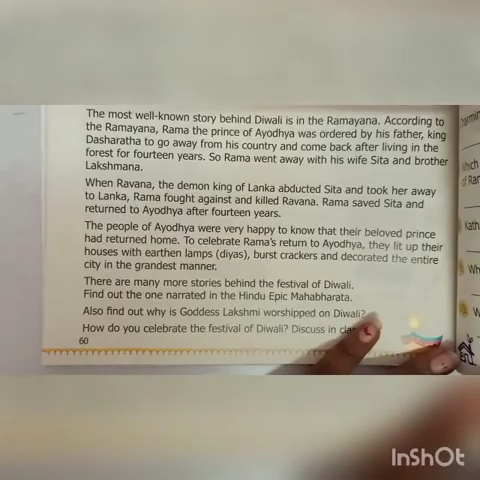 The most well-known story behind Diwali is in the Ramayana. According to
the Ramayana, Rama the prince of Ayodhya was ordered by his father, king
Dasharatha to go away from his country and come back after living in the
forest for fourteen years. So Rama went away with his wife Sita and brother
Lakshmana.
When Ravana, the demon king of Lanka abducted Sita and took her away
to Lanka, Rama fought against and killed Ravana. Rama saved Sita and
returned to Ayodhya after fourteen years.
The people of Ayodhya were very happy to know that their beloved prince
had returned home. To celebrate Rama's return to Ayodhya, they lit up their
houses with earthen lamps (diyas), burst crackers and decorated the entire
city in the grandest manner.
There are many more stories behind the festival of Diwali.
Find out the one narrated in the Hindu Epic Mahabharata.
Also find out why is Goddess Lakshmi worshipped on Diwali?
How do you celebrate the festival of Diwali? Discuss in cla
60
which
of Ra
Kath
Wh
W
InShOt